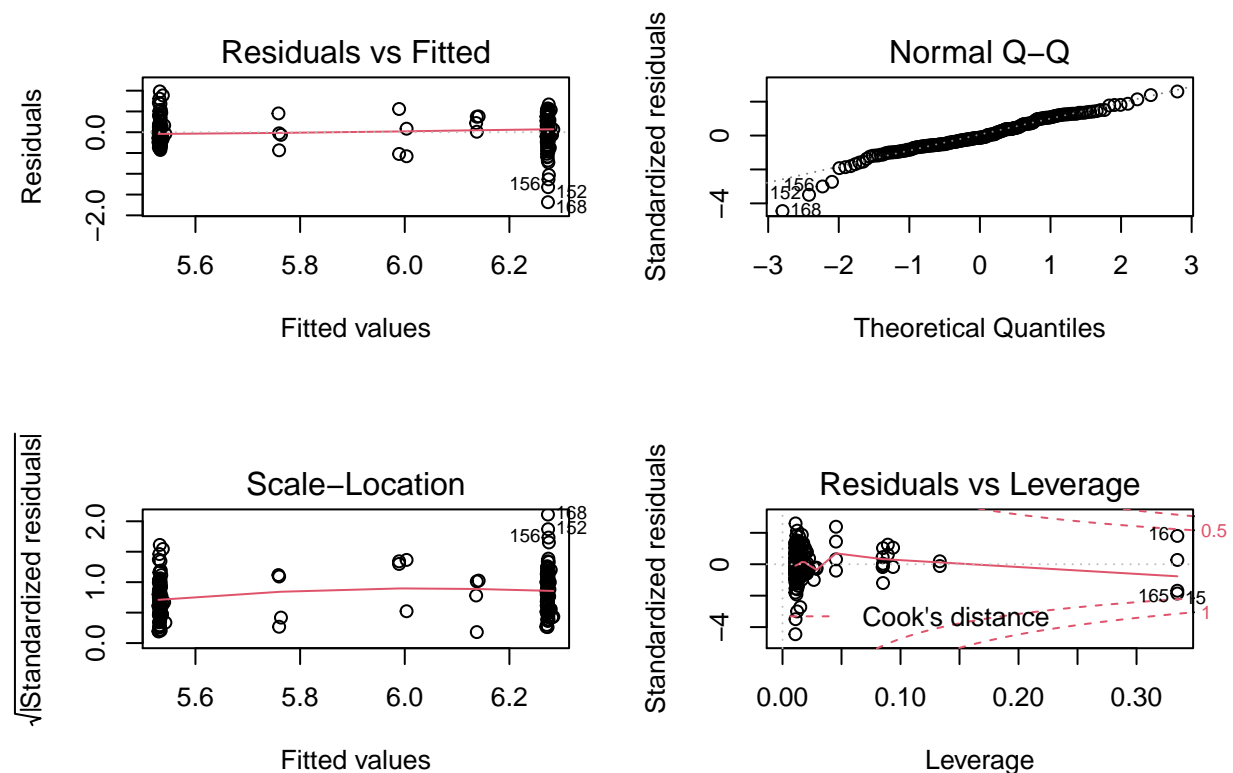 Residuals vs Fitted
Residuals
0.0
−2.0
156
152
168
5.6 5.8 6.0 6.2
Fitted values
Normal Q−Q
Standardized residuals
0
−4
156
152
168
−3 −2 −1 0 1 2 3
Theoretical Quantiles
Scale−Location
√|Standardized residuals|
2.0
1.0
0.0
168
152
156
5.6 5.8 6.0 6.2
Fitted values
Residuals vs Leverage
Standardized residuals
0
−4
16
0.5
165
15
1
Cook's distance
0.00 0.10 0.20 0.30
Leverage